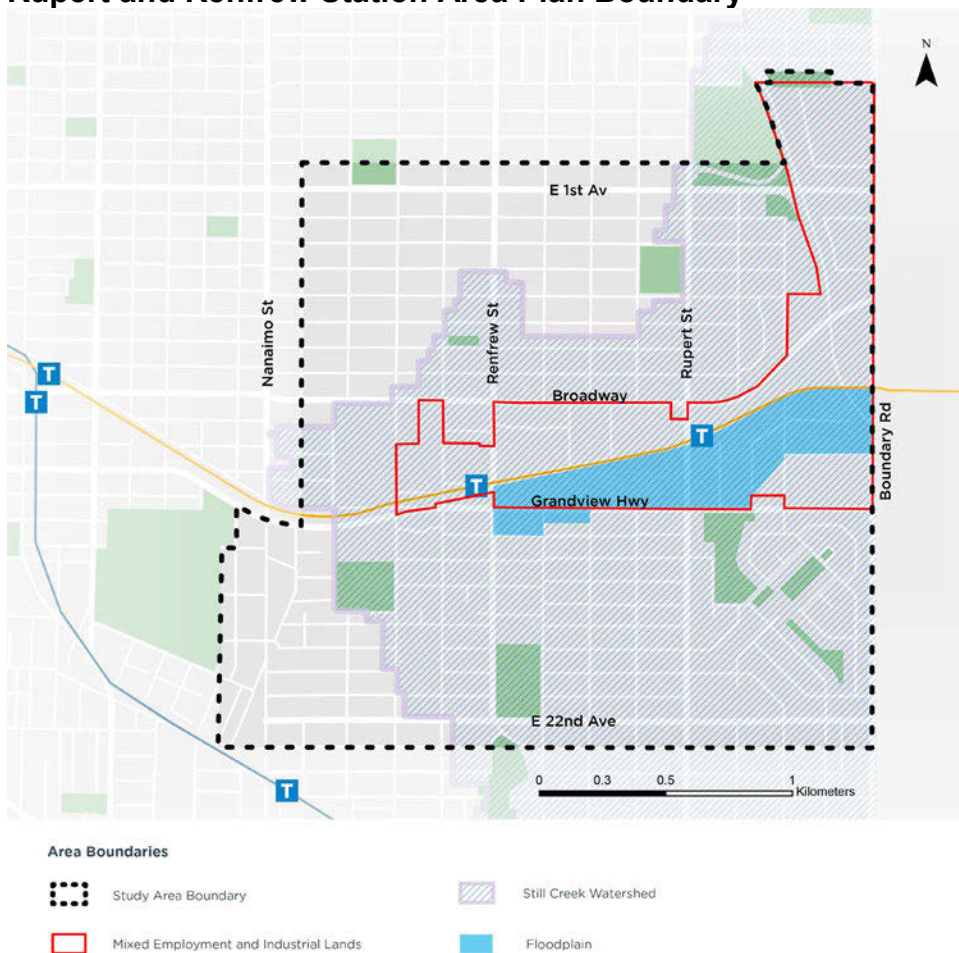 Rupert and Renfrew Station Area Plan Boundary
N
E 1st Av
Nanaimo St
Renfrew St
Rupert St
Broadway
Boundary Rd
T
T
T
T
Grandview Hwy
E 22nd Ave
T
0 0.3 0.5 1
Kilometers
Area Boundaries
Study Area Boundary
Still Creek Watershed
Mixed Employment and Industrial Lands
Floodplain